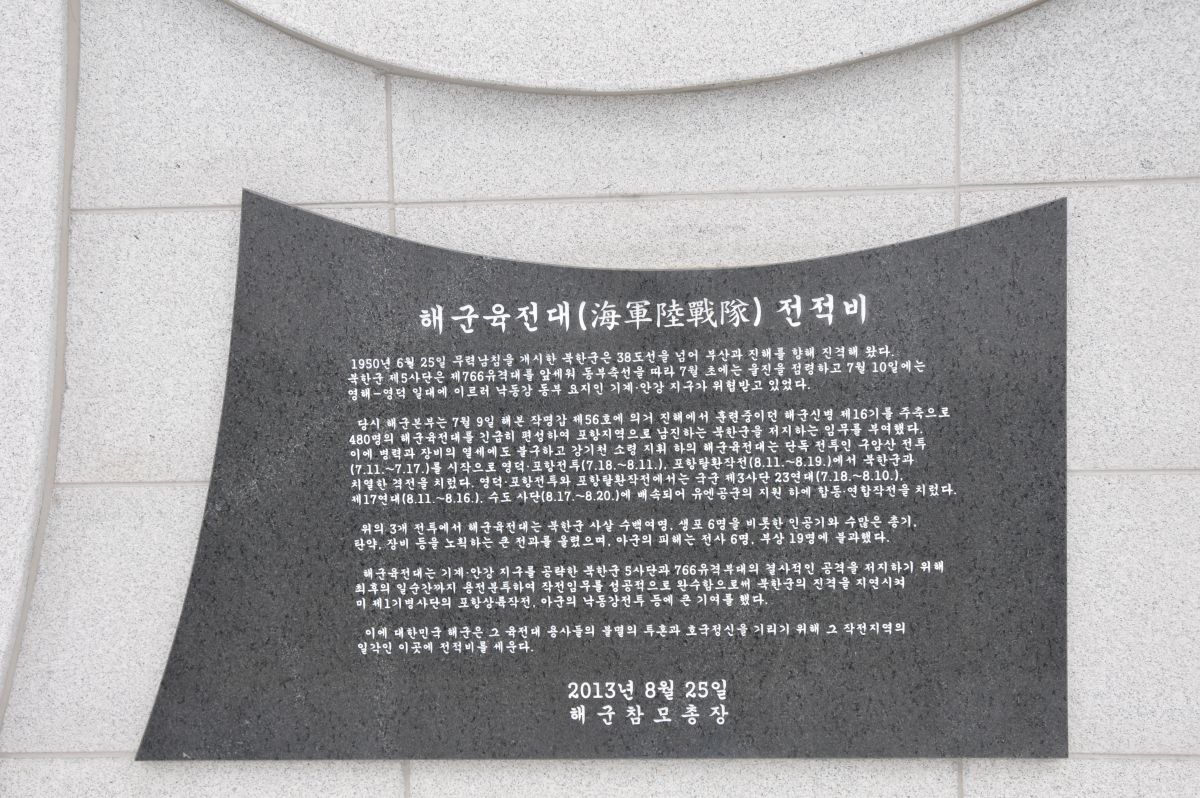 해군육전대(海軍陸戰隊) 전적비
1950년 6월 25일 무력남침을 개시한 북한군은 38도선을 넘어 부산과 진해를 향해 진격해 왔다.
북한군 제5사단은 제766유격대를 앞세워 동부축선을 따라 7월 초에는 울진을 점령하고 7월 10일에는
영해-영덕 일대에 이르러 낙동강 동부 요지인 기계·안강 지구가 위협받고 있었다.
당시 해군본부는 7월 9일 해본 작명갑 제56호에 의거 진해에서 훈련중이던 해군신병 제16기를 주축으로
480명의 해군육전대를 긴급히 편성하여 포항지역으로 남진하는 북한군을 저지하는 임무를 부여했다.
이에 병력과 장비의 열세에도 불구하고 강기천 소령 지휘 하의 해군육전대는 단독 전투인 구암산 전투
(7.11.~7.17.)를 시작으로 영덕·포항전투(7.18.~8.11.), 포항탈환작전(8.11.~8.19.)에서 북한군과
치열한 격전을 치렀다. 영덕·포항전투와 포항탈환작전에서는 국군 제3사단 23연대(7.18.~8.10.),
제17연대(8.11.~8.16.), 수도 사단(8.17.~8.20.)에 배속되어 유엔공군의 지원 하에 합동·연합작전을 치렀다.
위의 3개 전투에서 해군육전대는 북한군 사살 수백여명, 생포 6명을 비롯한 인공기와 수많은 총기,
탄약, 장비 등을 노획하는 큰 전과를 올렸으며, 아군의 피해는 전사 6명, 부상 19명에 불과했다.
해군육전대는 기계·안강 지구를 공략한 북한군 5사단과 766유격부대의 결사적인 공격을 저지하기 위해
최후의 일순간까지 용전분투하여 작전임무를 성공적으로 완수함으로써 북한군의 진격을 지연시켜
미 제1기병사단의 포항상륙작전, 아군의 낙동강전투 등에 큰 기여를 했다.
이에 대한민국 해군은 그 육전대 용사들의 불멸의 투혼과 호국정신을 기리기 위해 그 작전지역의
일각인 이곳에 전적비를 세운다.
2013년 8월 25일
해군참모총장